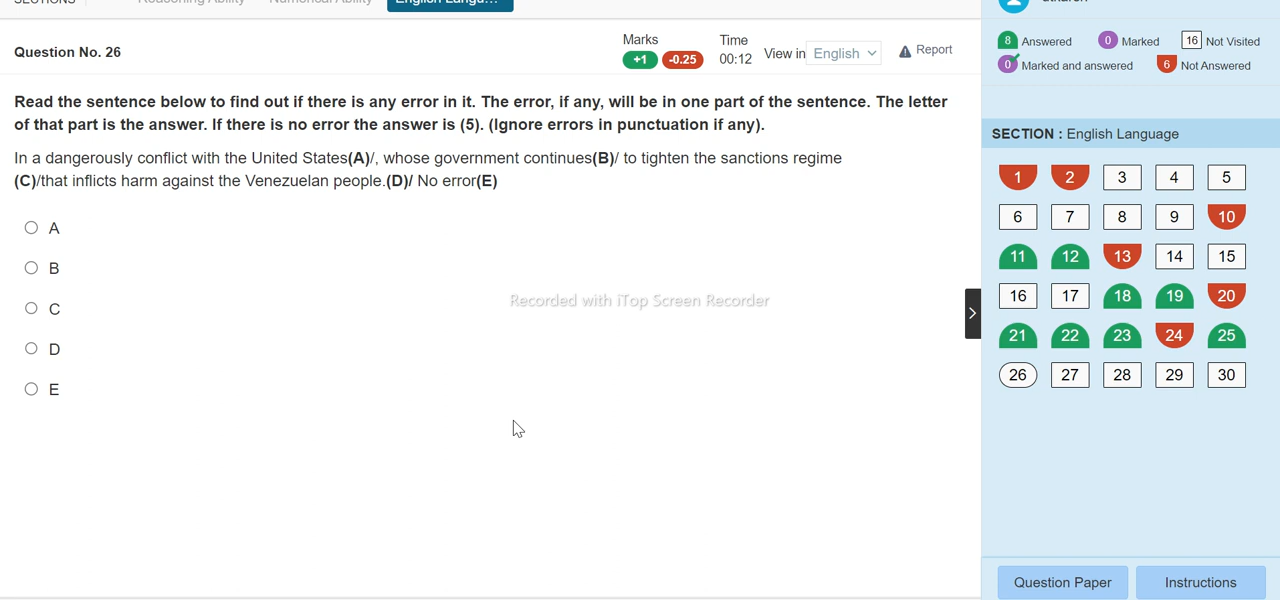 SECTIONS Reasoning Ability Numerical Ability English Langu...
Question No. 26
Marks
+1 -0.25
Time
00:12
View in English
Report
Read the sentence below to find out if there is any error in it. The error, if any, will be in one part of the sentence. The letter
of that part is the answer. If there is no error the answer is (5). (Ignore errors in punctuation if any).
In a dangerously conflict with the United States(A)/, whose government continues(B)/ to tighten the sanctions regime
(C)/that inflicts harm against the Venezuelan people.(D)/ No error(E)
A
B
C
D
E
Recorded with iTop Screen Recorder
8 Answered 0 Marked 16 Not Visited
0 Marked and answered 6 Not Answered
SECTION : English Language
1 2 3 4 5
6 7 8 9 10
11 12 13 14 15
16 17 18 19 20
21 22 23 24 25
26 27 28 29 30
Question Paper Instructions